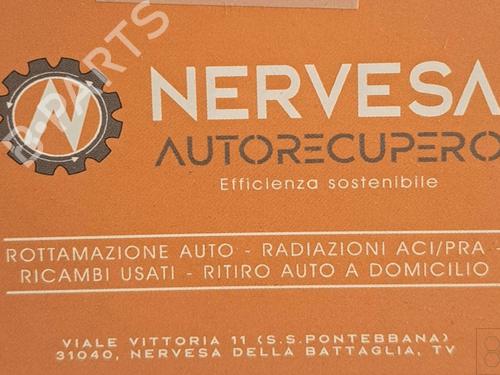 N NERVESA
AUTORECUPERO
Efficienza sostenibile
ROTTAMAZIONE AUTO - RADIAZIONI ACI/PRA -
RICAMBI USATI - RITIRO AUTO A DOMICILIO
VIALE VITTORIA 11 (S.S.PONTEBBANA)
31040, NERVESA DELLA BATTAGLIA, TV